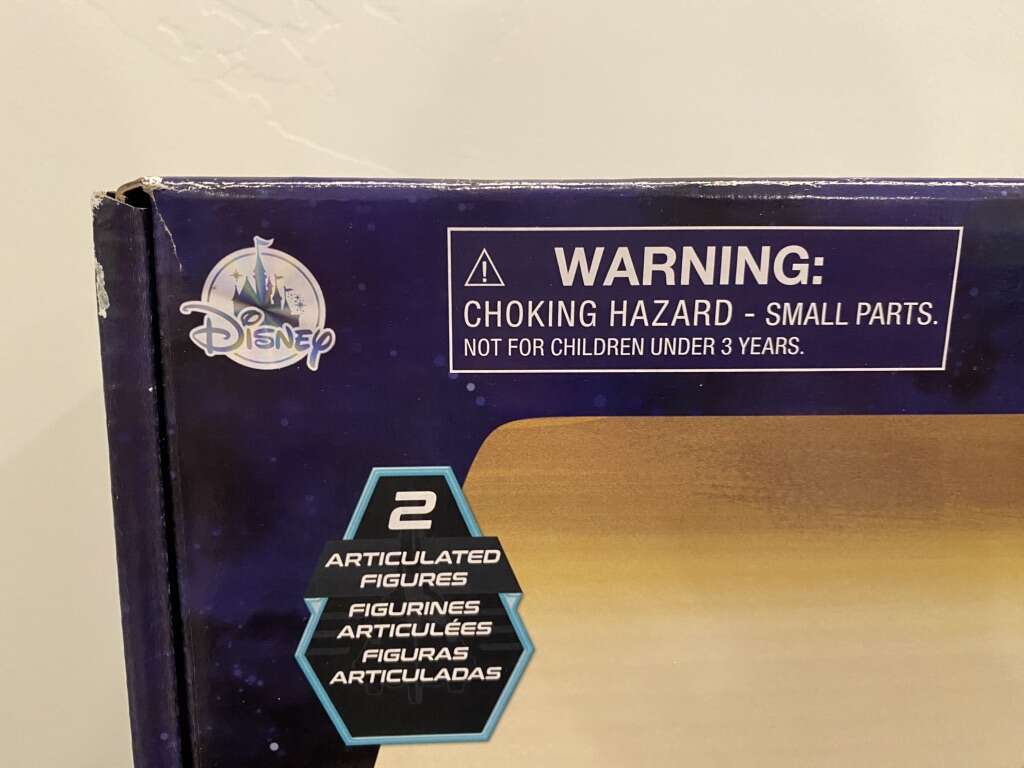 Disney
WARNING:
CHOKING HAZARD - SMALL PARTS.
NOT FOR CHILDREN UNDER 3 YEARS.
2
ARTICULATED
FIGURES
FIGURINES
ARTICULÉES
FIGURAS
ARTICULADAS